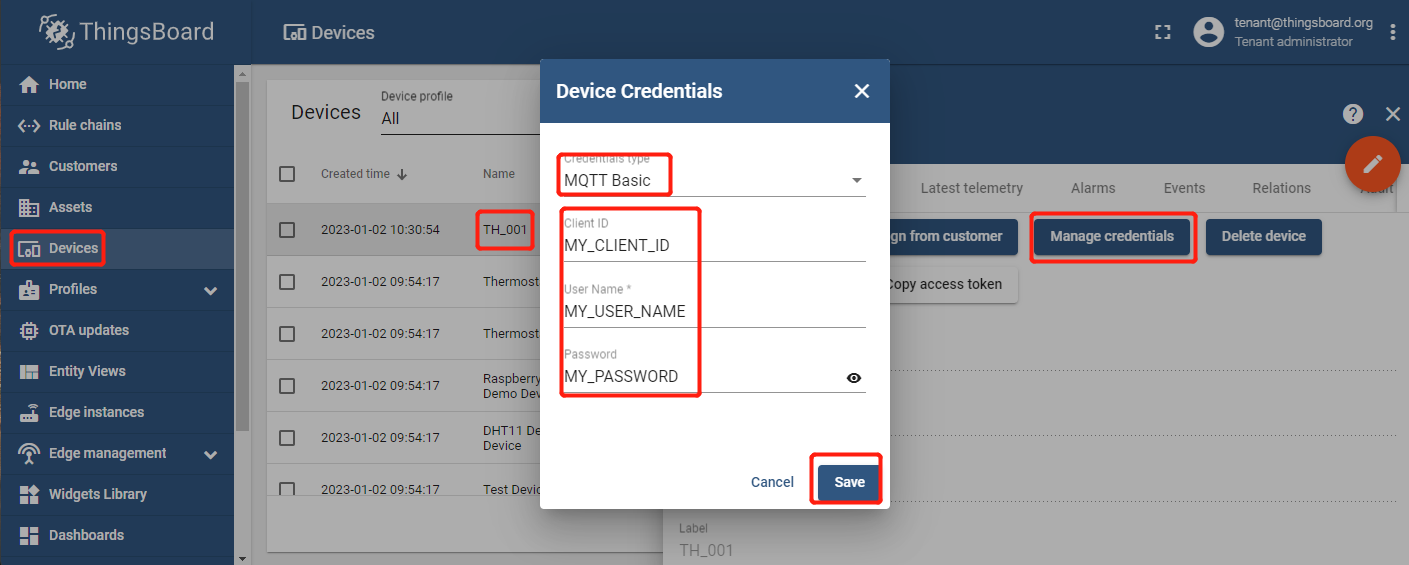 ThingsBoard
Devices
tenant@thingsboard.org
Tenant administrator
Home
Rule chains
Customers
Assets
Devices
Profiles
OTA updates
Entity Views
Edge instances
Edge management
Widgets Library
Dashboards
Devices
Device profile
All
Created time
Name
2023-01-02 10:30:54
TH_001
2023-01-02 09:54:17
Thermost
2023-01-02 09:54:17
Thermost
2023-01-02 09:54:17
Raspberry
Demo Dev
2023-01-02 09:54:17
DHT11 De
Device
2023-01-02 09:54:17
Test Devic
Device Credentials
Credentials type
MQTT Basic
Client ID
MY_CLIENT_ID
User Name *
MY_USER_NAME
Password
MY_PASSWORD
Cancel
Save
Latest telemetry
Alarms
Events
Relations
Audit
gn from customer
Manage credentials
Delete device
Copy access token
Label
TH_001